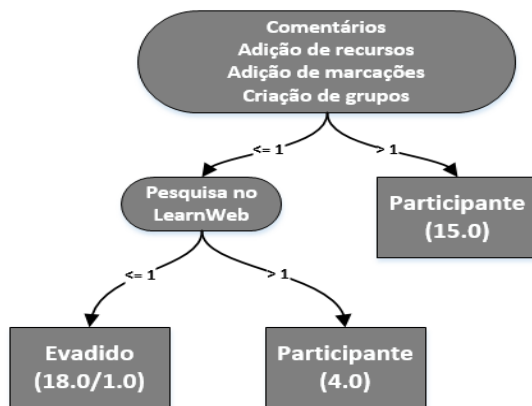 Comentários
Adição de recursos
Adição de marcações
Criação de grupos
<= 1
> 1
Pesquisa no
LearnWeb
Participante
(15.0)
<= 1
> 1
Evadido
(18.0/1.0)
Participante
(4.0)